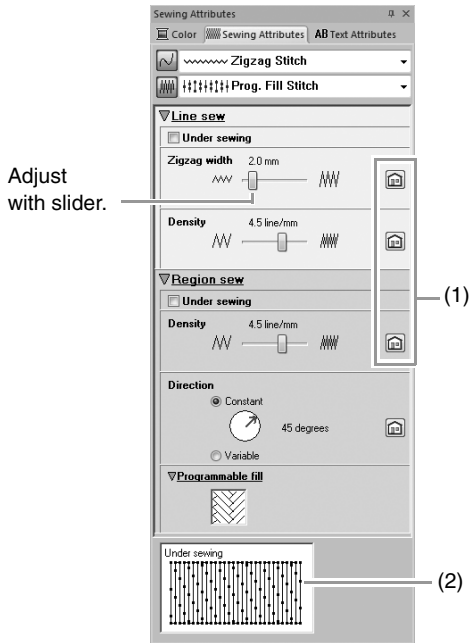 Sewing Attributes
Color Sewing Attributes AB Text Attributes
Zigzag Stitch
Prog. Fill Stitch
Line sew
Under sewing
Zigzag width 2.0 mm
Adjust
with slider.
Density 4.5 line/mm
(1)
Region sew
Under sewing
Density 4.5 line/mm
Direction
Constant
45 degrees
Variable
Programmable fill
Under sewing
(2)